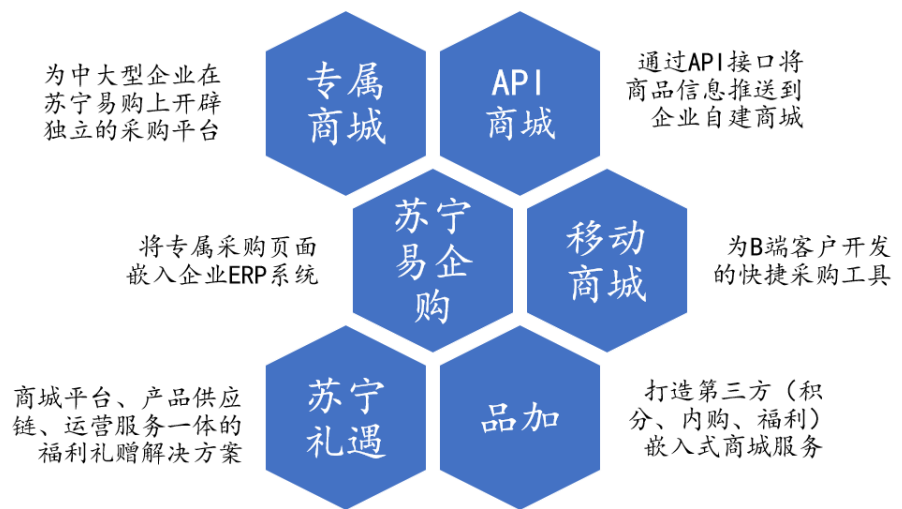 为中大型企业在
苏宁易购上开辟
独立的采购平台
专属
商城
API
商城
通过API接口将
商品信息推送到
企业自建商城
将专属采购页面
嵌入企业ERP系统
苏宁
易企
购
移动
商城
为B端客户开发
的快捷采购工具
商城平台、产品供应
链、运营服务一体的
福利礼赠解决方案
苏宁
礼遇
品加
打造第三方（积
分、内购、福利）
嵌入式商城服务